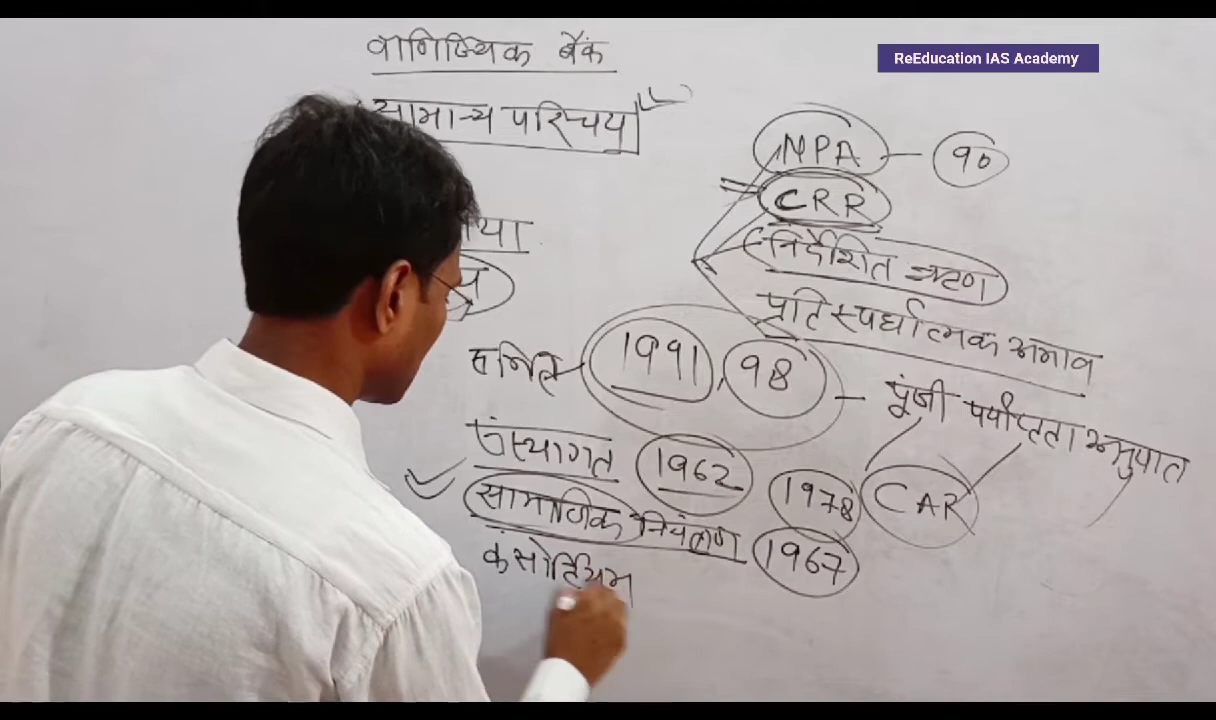 वाणिज्यिक बैंक
ReEducation IAS Academy
सामान्य परिचय
NPA - 90
CRR
निर्देशित ऋण
प्रतिस्पर्धात्मक अभाव
समिति 1991, 98 - पूंजी पर्याप्तता अनुपात
CAR
संस्थागत 1962 1978
सामाजिक नियंत्रण 1967
कंसोर्टियम